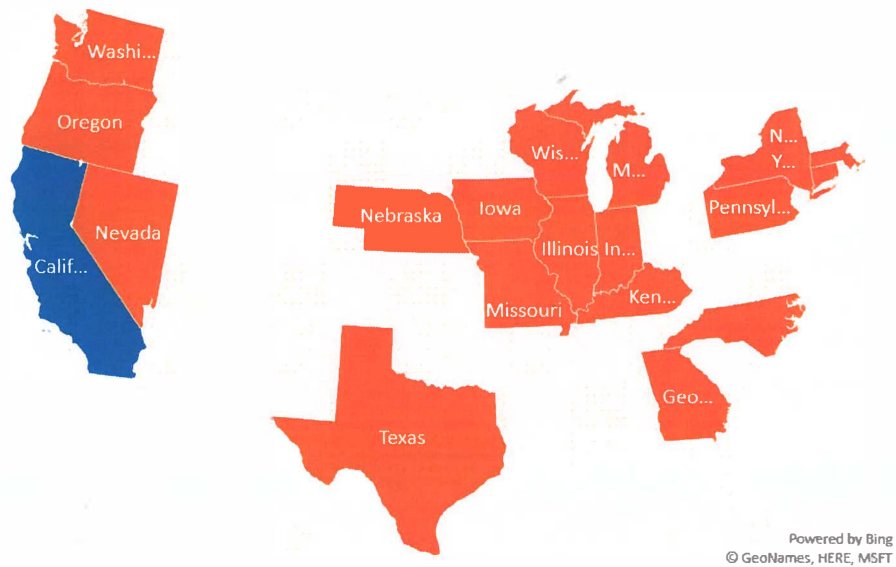 Washi...
Oregon
Calif...
Nevada
Nebraska
Iowa
Wis...
M...
Illinois
In...
Missouri
Ken...
N...
Y...
Pennsyl...
Geo...
Texas
Powered by Bing
© GeoNames, HERE, MSFT